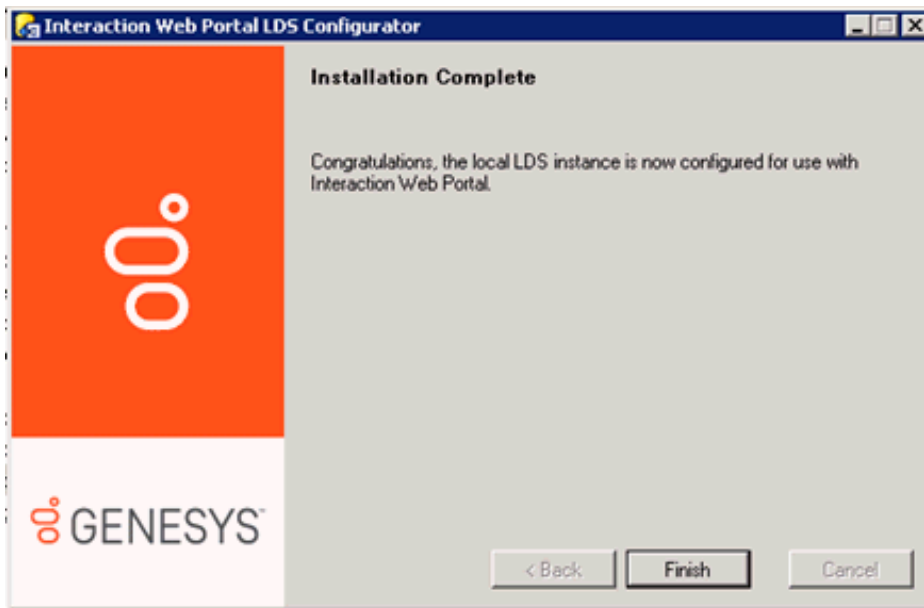 Interaction Web Portal LDS Configurator
Installation Complete
Congratulations, the local LDS instance is now configured for use with
Interaction Web Portal.
GENESYS™
< Back
Finish
Cancel